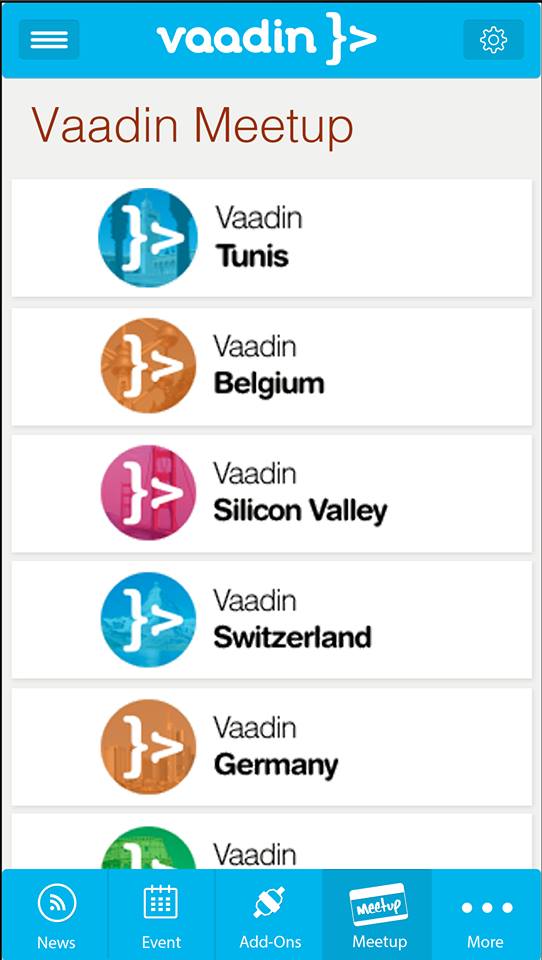 vaadin }>
Vaadin Meetup
Vaadin
Tunis
Vaadin
Belgium
Vaadin
Silicon Valley
Vaadin
Switzerland
Vaadin
Germany
Vaadin
News
Event
Add-Ons
meetup
Meetup
More